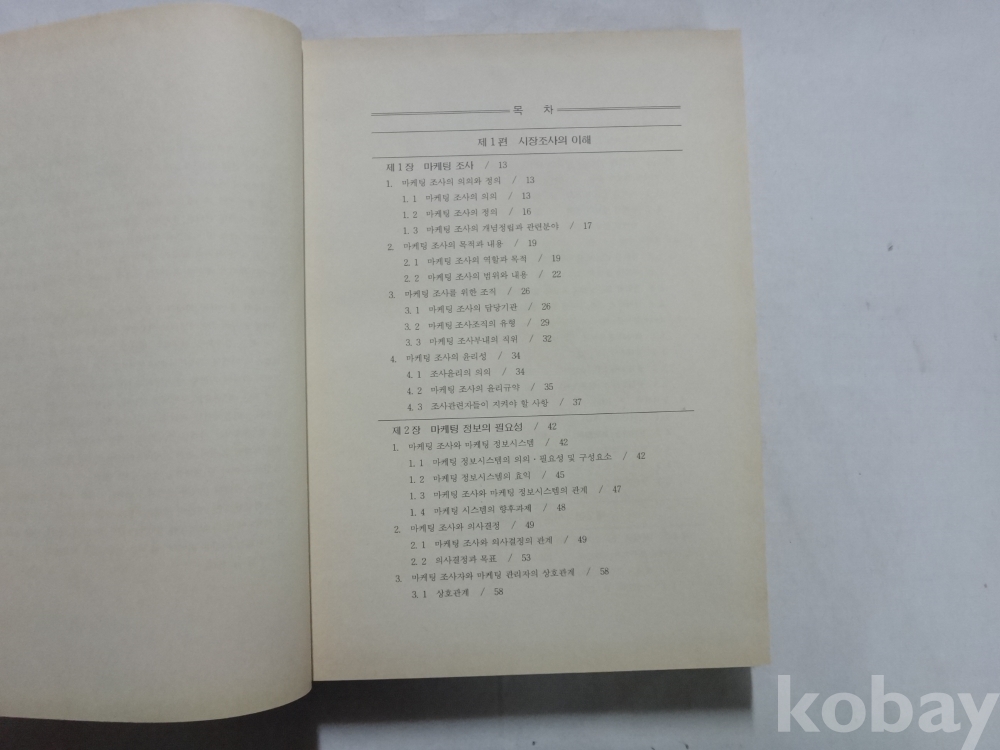 목 차
제 1 편 시장조사의 이해
제 1 장 마케팅 조사 / 13
1. 마케팅 조사의 의의와 정의 / 13
1. 1 마케팅 조사의 의의 / 13
1. 2 마케팅 조사의 정의 / 16
1. 3 마케팅 조사의 개념정립과 관련분야 / 17
2. 마케팅 조사의 목적과 내용 / 19
2. 1 마케팅 조사의 역할과 목적 / 19
2. 2 마케팅 조사의 범위와 내용 / 22
3. 마케팅 조사를 위한 조직 / 26
3. 1 마케팅 조사의 담당기관 / 26
3. 2 마케팅 조사조직의 유형 / 29
3. 3 마케팅 조사부내의 직위 / 32
4. 마케팅 조사의 윤리성 / 34
4. 1 조사윤리의 의의 / 34
4. 2 마케팅 조사의 윤리규약 / 35
4. 3 조사관련자들이 지켜야 할 사항 / 37
제 2 장 마케팅 정보의 필요성 / 42
1. 마케팅 조사와 마케팅 정보시스템 / 42
1. 1 마케팅 정보시스템의 의의·필요성 및 구성요소 / 42
1. 2 마케팅 정보시스템의 효익 / 45
1. 3 마케팅 조사와 마케팅 정보시스템의 관계 / 47
1. 4 마케팅 시스템의 향후과제 / 48
2. 마케팅 조사와 의사결정 / 49
2. 1 마케팅 조사와 의사결정의 관계 / 49
2. 2 의사결정과 목표 / 53
3. 마케팅 조사자와 마케팅 관리자의 상호관계 / 58
3. 1 상호관계 / 58
kobay